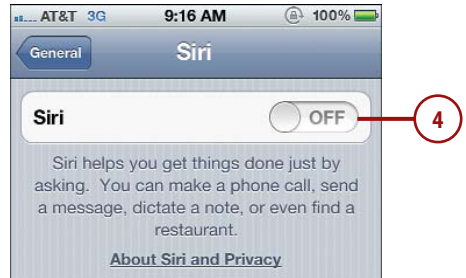 AT&T 3G 9:16 AM 100%
General Siri
Siri OFF
4
Siri helps you get things done just by
asking. You can make a phone call, send
a message, dictate a note, or even find a
restaurant.
About Siri and Privacy